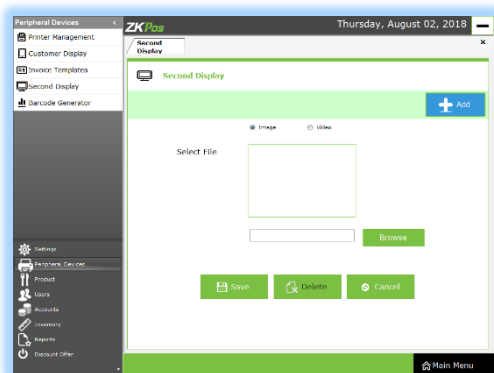 Peripheral Devices
Printer Management
Customer Display
Invoice Templates
Second Display
Barcode Generator
Settings
Peripheral Devices
Product
Users
Accounts
Inventory
Reports
Discount Offer
ZKPos
Thursday, August 02, 2018
Second
Display
Second Display
Add
Image
Video
Select File
Browse
Save
Delete
Cancel
Main Menu